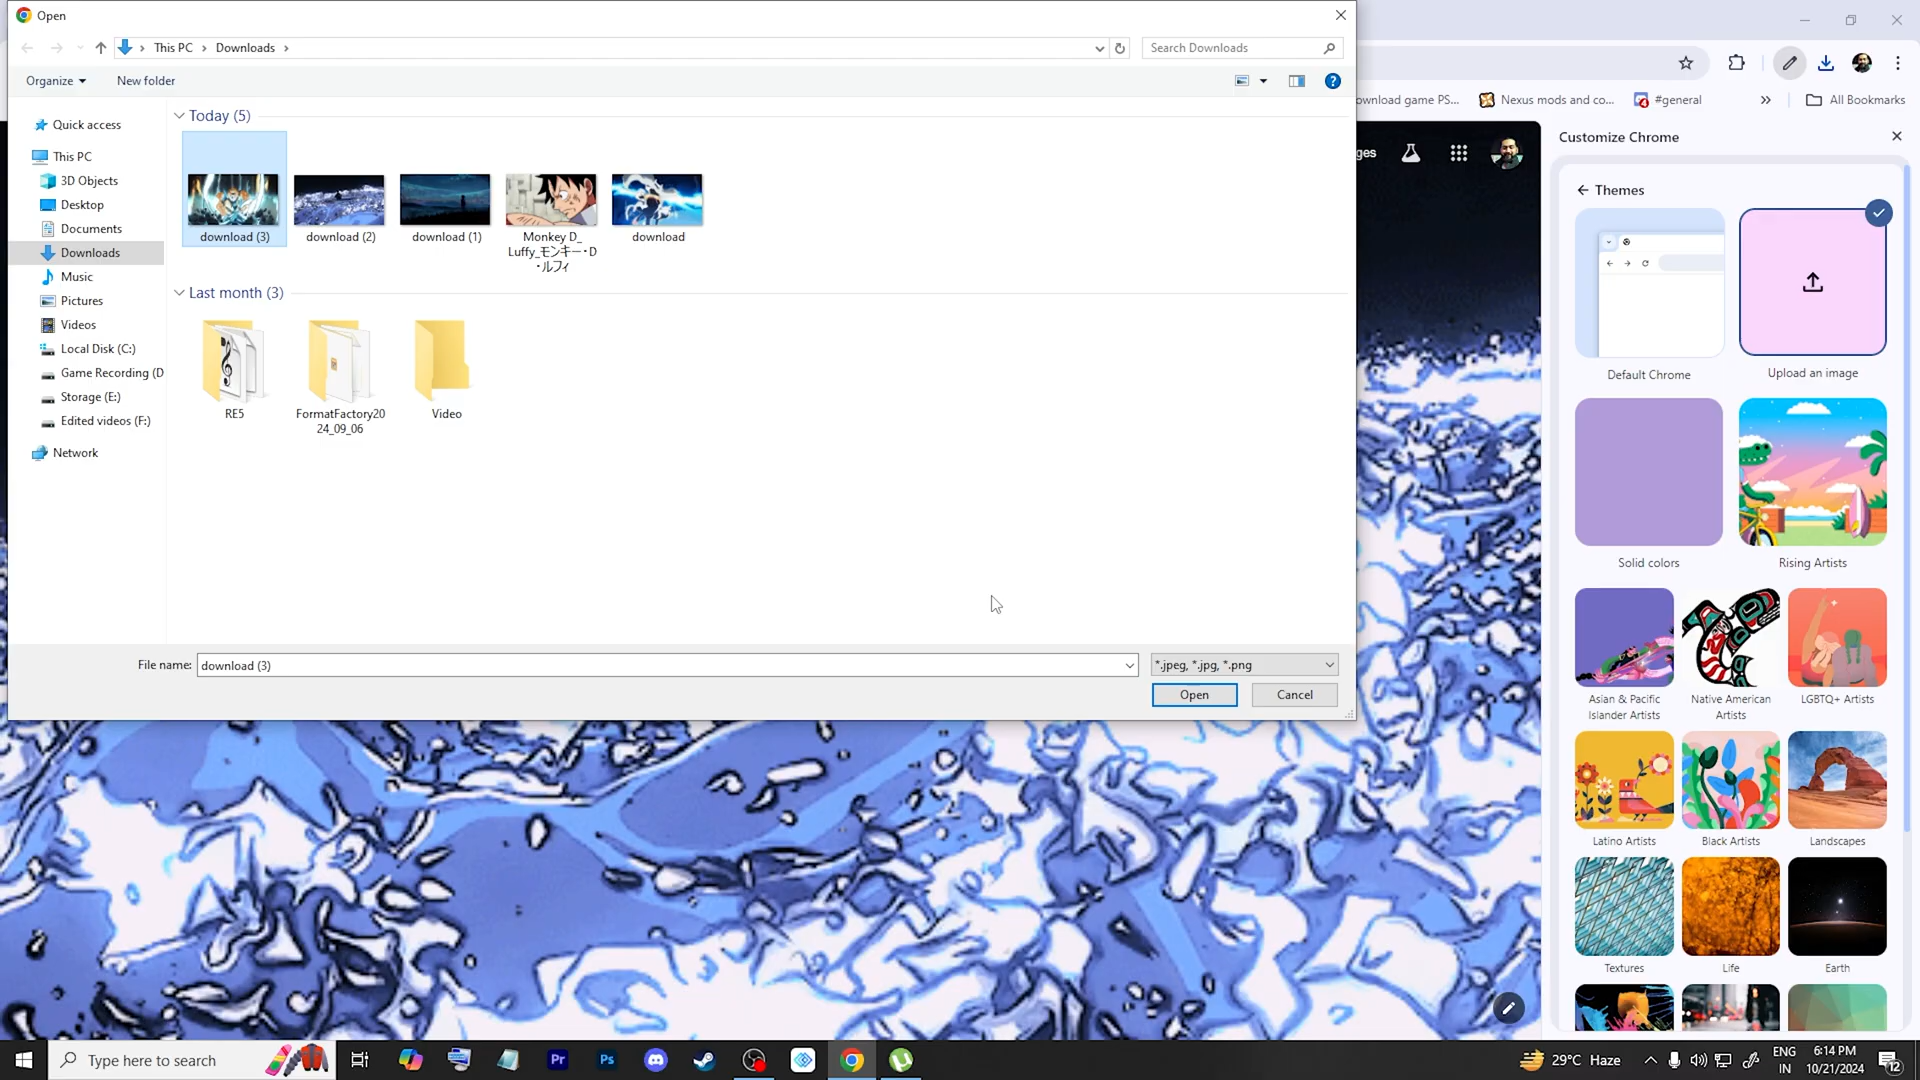 Open
This PC
Downloads
Search Downloads
Organize
New folder
Quick access
This PC
3D Objects
Desktop
Documents
Downloads
Music
Pictures
Videos
Local Disk (C:)
Game Recording (D
Storage (E:)
Edited videos (F:)
Network
Today (5)
download (3)
download (2)
download (1)
Monkey D_
Luffy_モンキー・D
・ルフィ
download
Last month (3)
RE5
FormatFactory20
24_09_06
Video
File name:
download (3)
*.jpeg, *.jpg, *.png
Open
Cancel
ownload game PS...
Nexus mods and co...
#general
All Bookmarks
ges
Customize Chrome
Themes
Default Chrome
Upload an image
Solid colors
Rising Artists
Asian & Pacific
Islander Artists
Native American
Artists
LGBTQ+ Artists
Latino Artists
Black Artists
Landscapes
Textures
Life
Earth
Type here to search
Pr
Ps
29°C Haze
ENG
IN
6:14 PM
10/21/2024
12